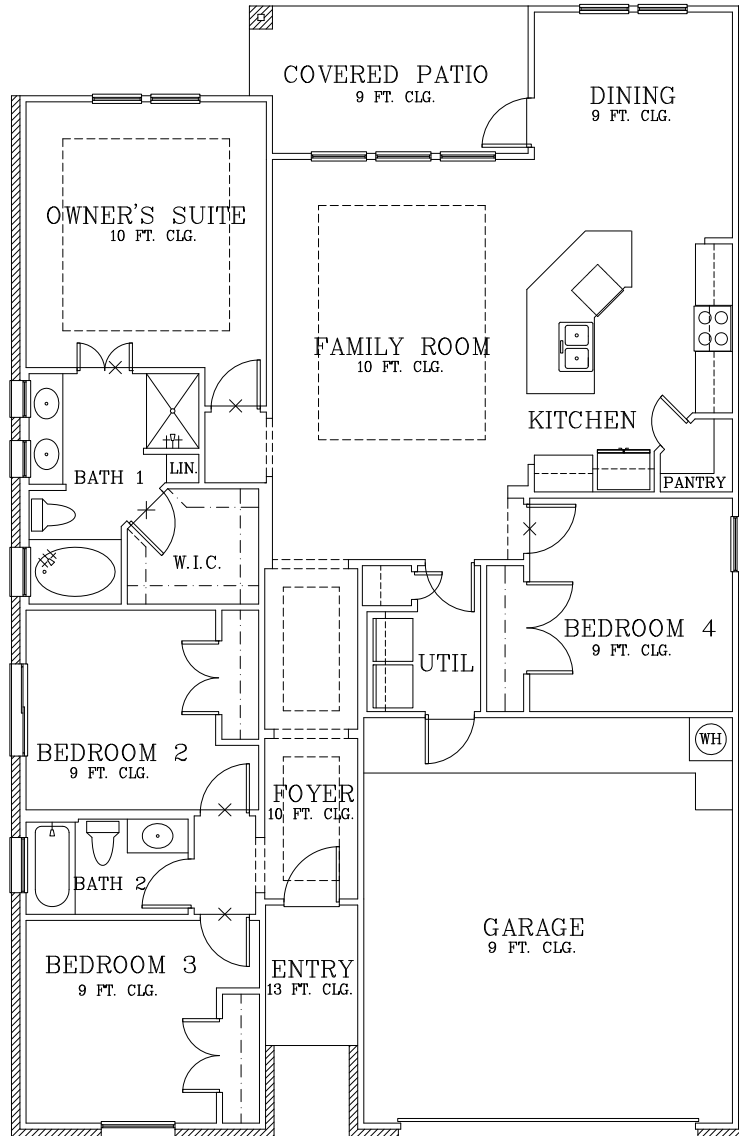 COVERED PATIO
9 FT. CLG.
DINING
9 FT. CLG.
OWNER'S SUITE
10 FT. CLG.
FAMILY ROOM
10 FT. CLG.
KITCHEN
BATH 1
LIN.
PANTRY
W.I.C.
BEDROOM 4
9 FT. CLG.
UTIL
WH
BEDROOM 2
9 FT. CLG.
FOYER
10 FT. CLG.
BATH 2
GARAGE
9 FT. CLG.
BEDROOM 3
9 FT. CLG.
ENTRY
13 FT. CLG.